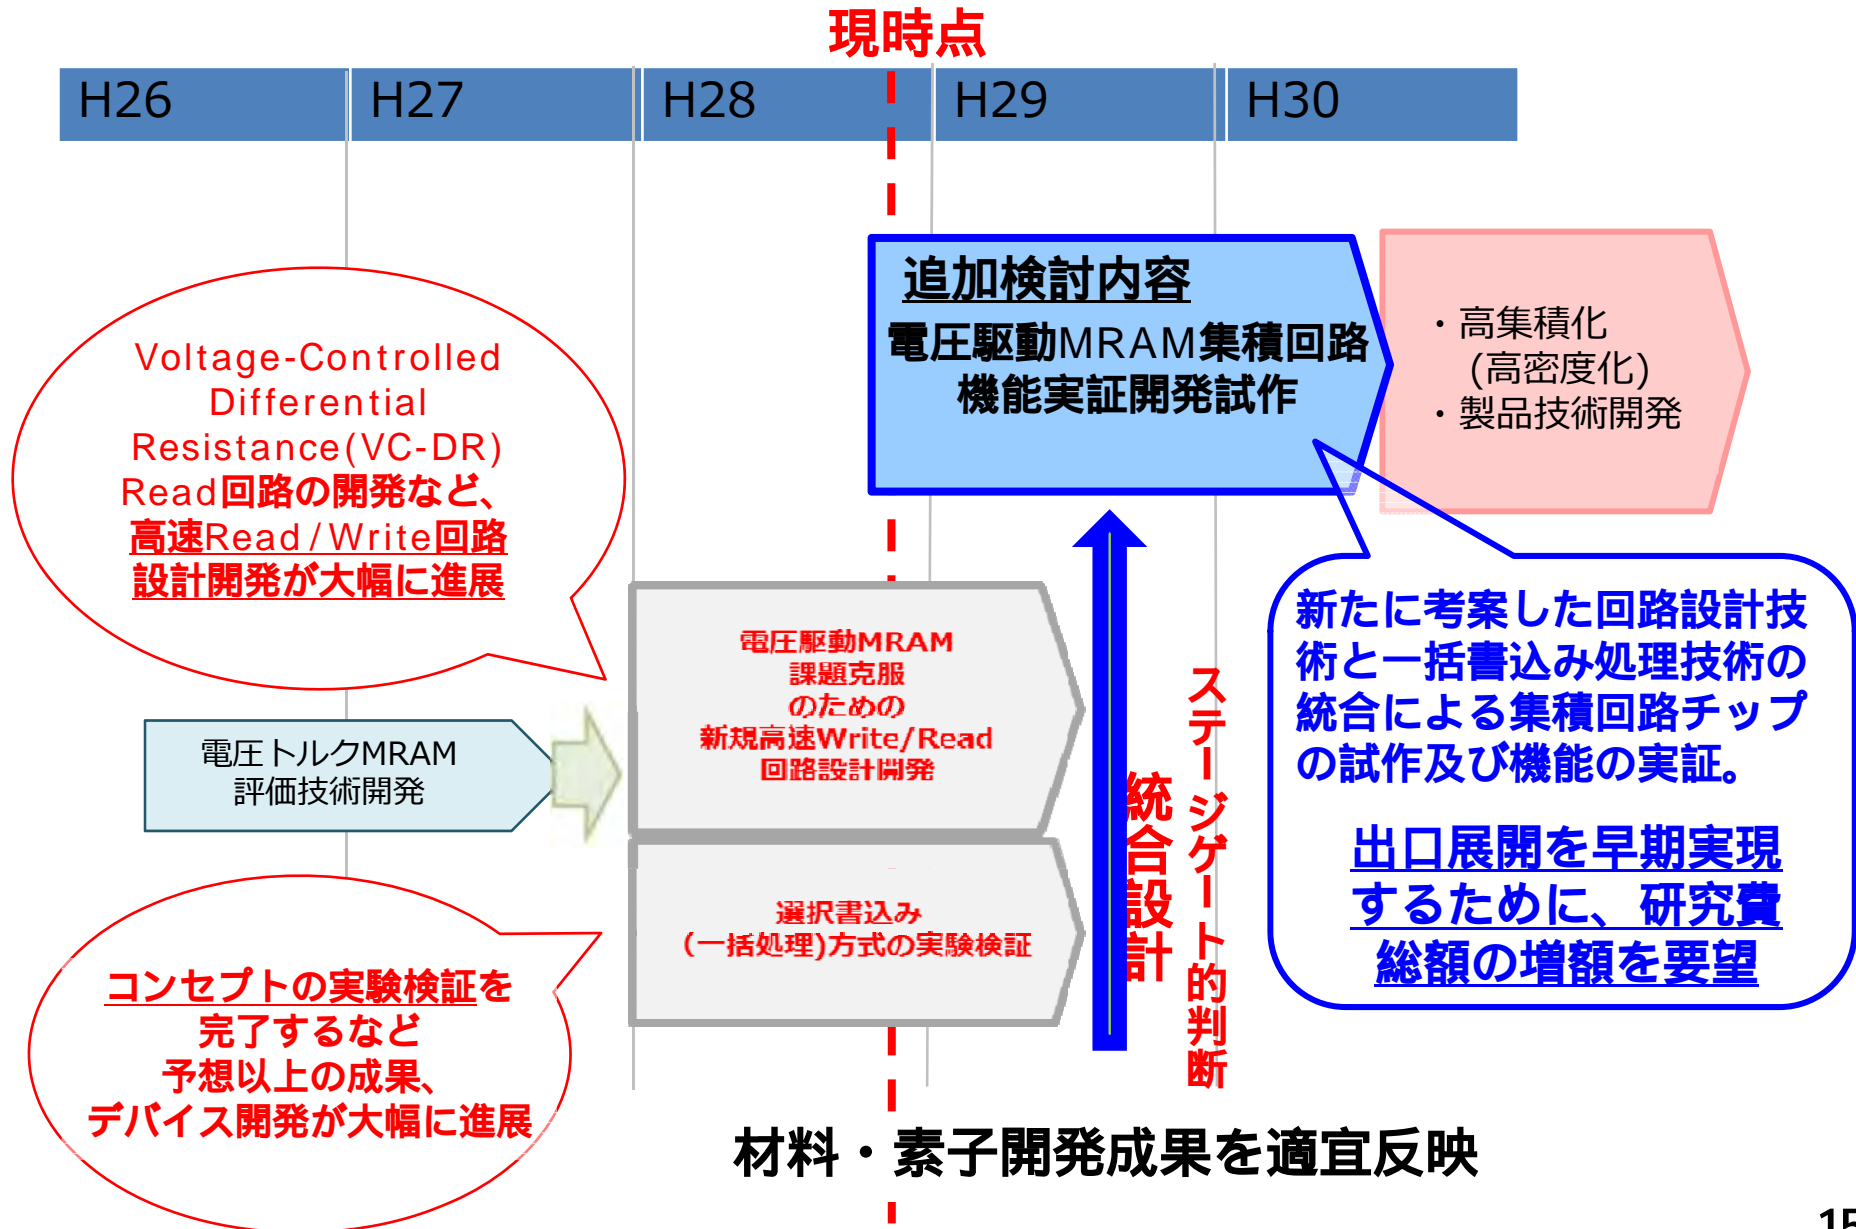 現時点
H26
H27
H28
H29
H30
追加検討内容
電圧駆動MRAM集積回路
機能実証開発試作
・高集積化
(高密度化)
・製品技術開発
Voltage-Controlled
Differential
Resistance(VC-DR)
Read回路の開発など、
高速Read/Write回路
設計開発が大幅に進展
電圧駆動MRAM
課題克服
のための
新規高速Write/Read
回路設計開発
電圧トルクMRAM
評価技術開発
選択書込み
(一括処理)方式の実験検証
統合設計
ステージゲート的判断
新たに考案した回路設計技
術と一括書込み処理技術の
統合による集積回路チップ
の試作及び機能の実証。
出口展開を早期実現
するために、研究費
総額の増額を要望
コンセプトの実験検証を
完了するなど
予想以上の成果、
デバイス開発が大幅に進展
材料・素子開発成果を適宜反映